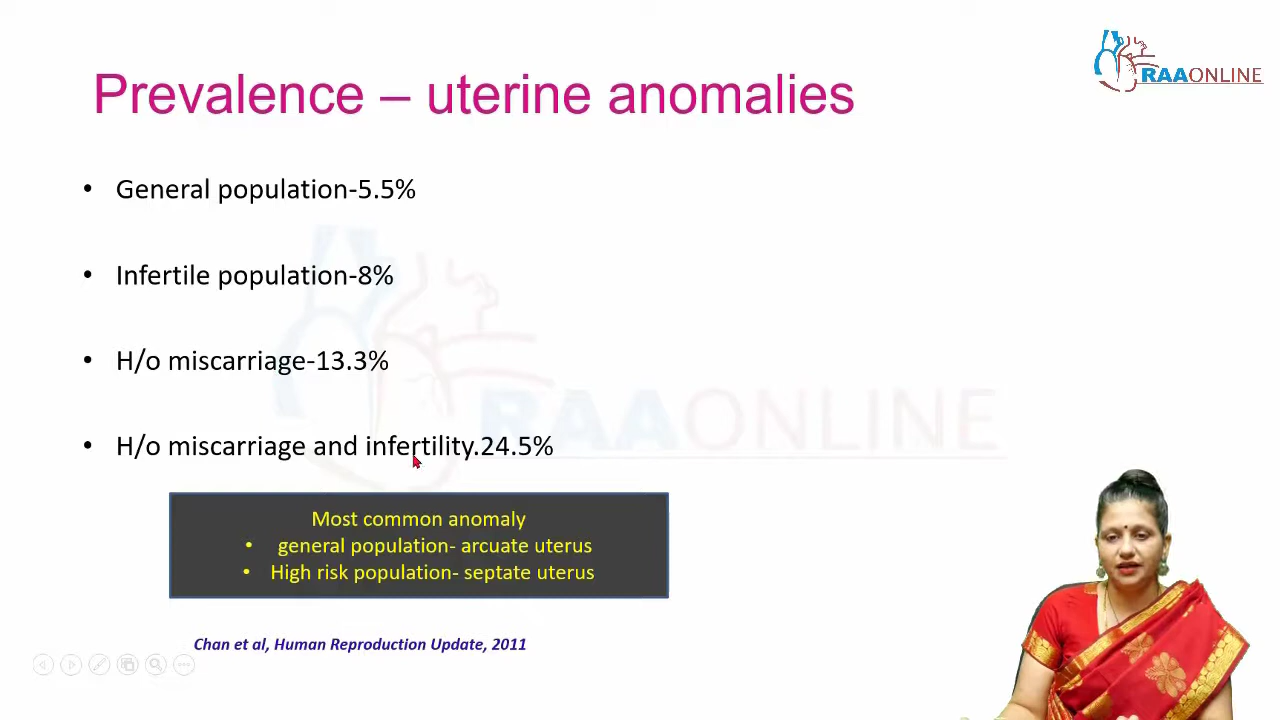 RAAONLINE
Prevalence – uterine anomalies
• General population-5.5%
• Infertile population-8%
• H/o miscarriage-13.3%
• H/o miscarriage and infertility.24.5%
RAAONLINE
Most common anomaly
• general population- arcuate uterus
• High risk population- septate uterus
Chan et al, Human Reproduction Update, 2011